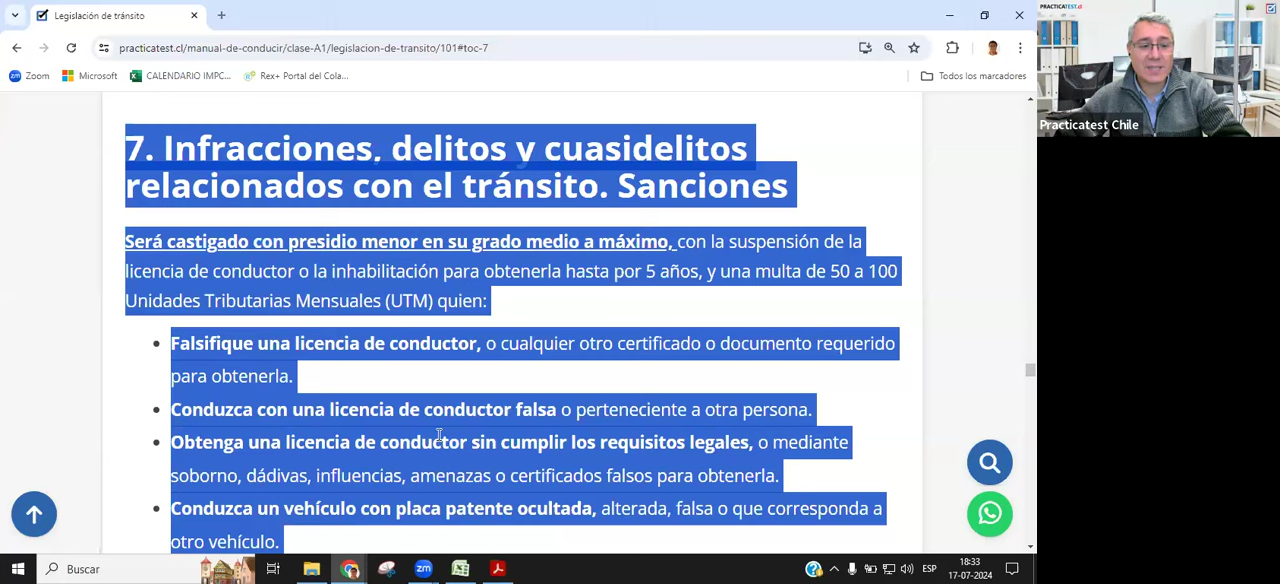 Legislación de tránsito
practicatest.cl/manual-de-conducir/clase-A1/legislacion-de-transito/101#toc-7
Zoom
Microsoft
CALENDARIO IMPC...
Rex+ Portal del Cola...
Todos los marcadores
PRACTICATEST.cl
Practicatest Chile
7. Infracciones, delitos y cuasidelitos
relacionados con el tránsito. Sanciones
Será castigado con presidio menor en su grado medio a máximo, con la suspensión de la
licencia de conductor o la inhabilitación para obtenerla hasta por 5 años, y una multa de 50 a 100
Unidades Tributarias Mensuales (UTM) quien:
• Falsifique una licencia de conductor, o cualquier otro certificado o documento requerido
para obtenerla.
• Conduzca con una licencia de conductor falsa o perteneciente a otra persona.
• Obtenga una licencia de conductor sin cumplir los requisitos legales, o mediante
soborno, dádivas, influencias, amenazas o certificados falsos para obtenerla.
• Conduzca un vehículo con placa patente ocultada, alterada, falsa o que corresponda a
otro vehículo.
Buscar
ESP
18:33
17-07-2024